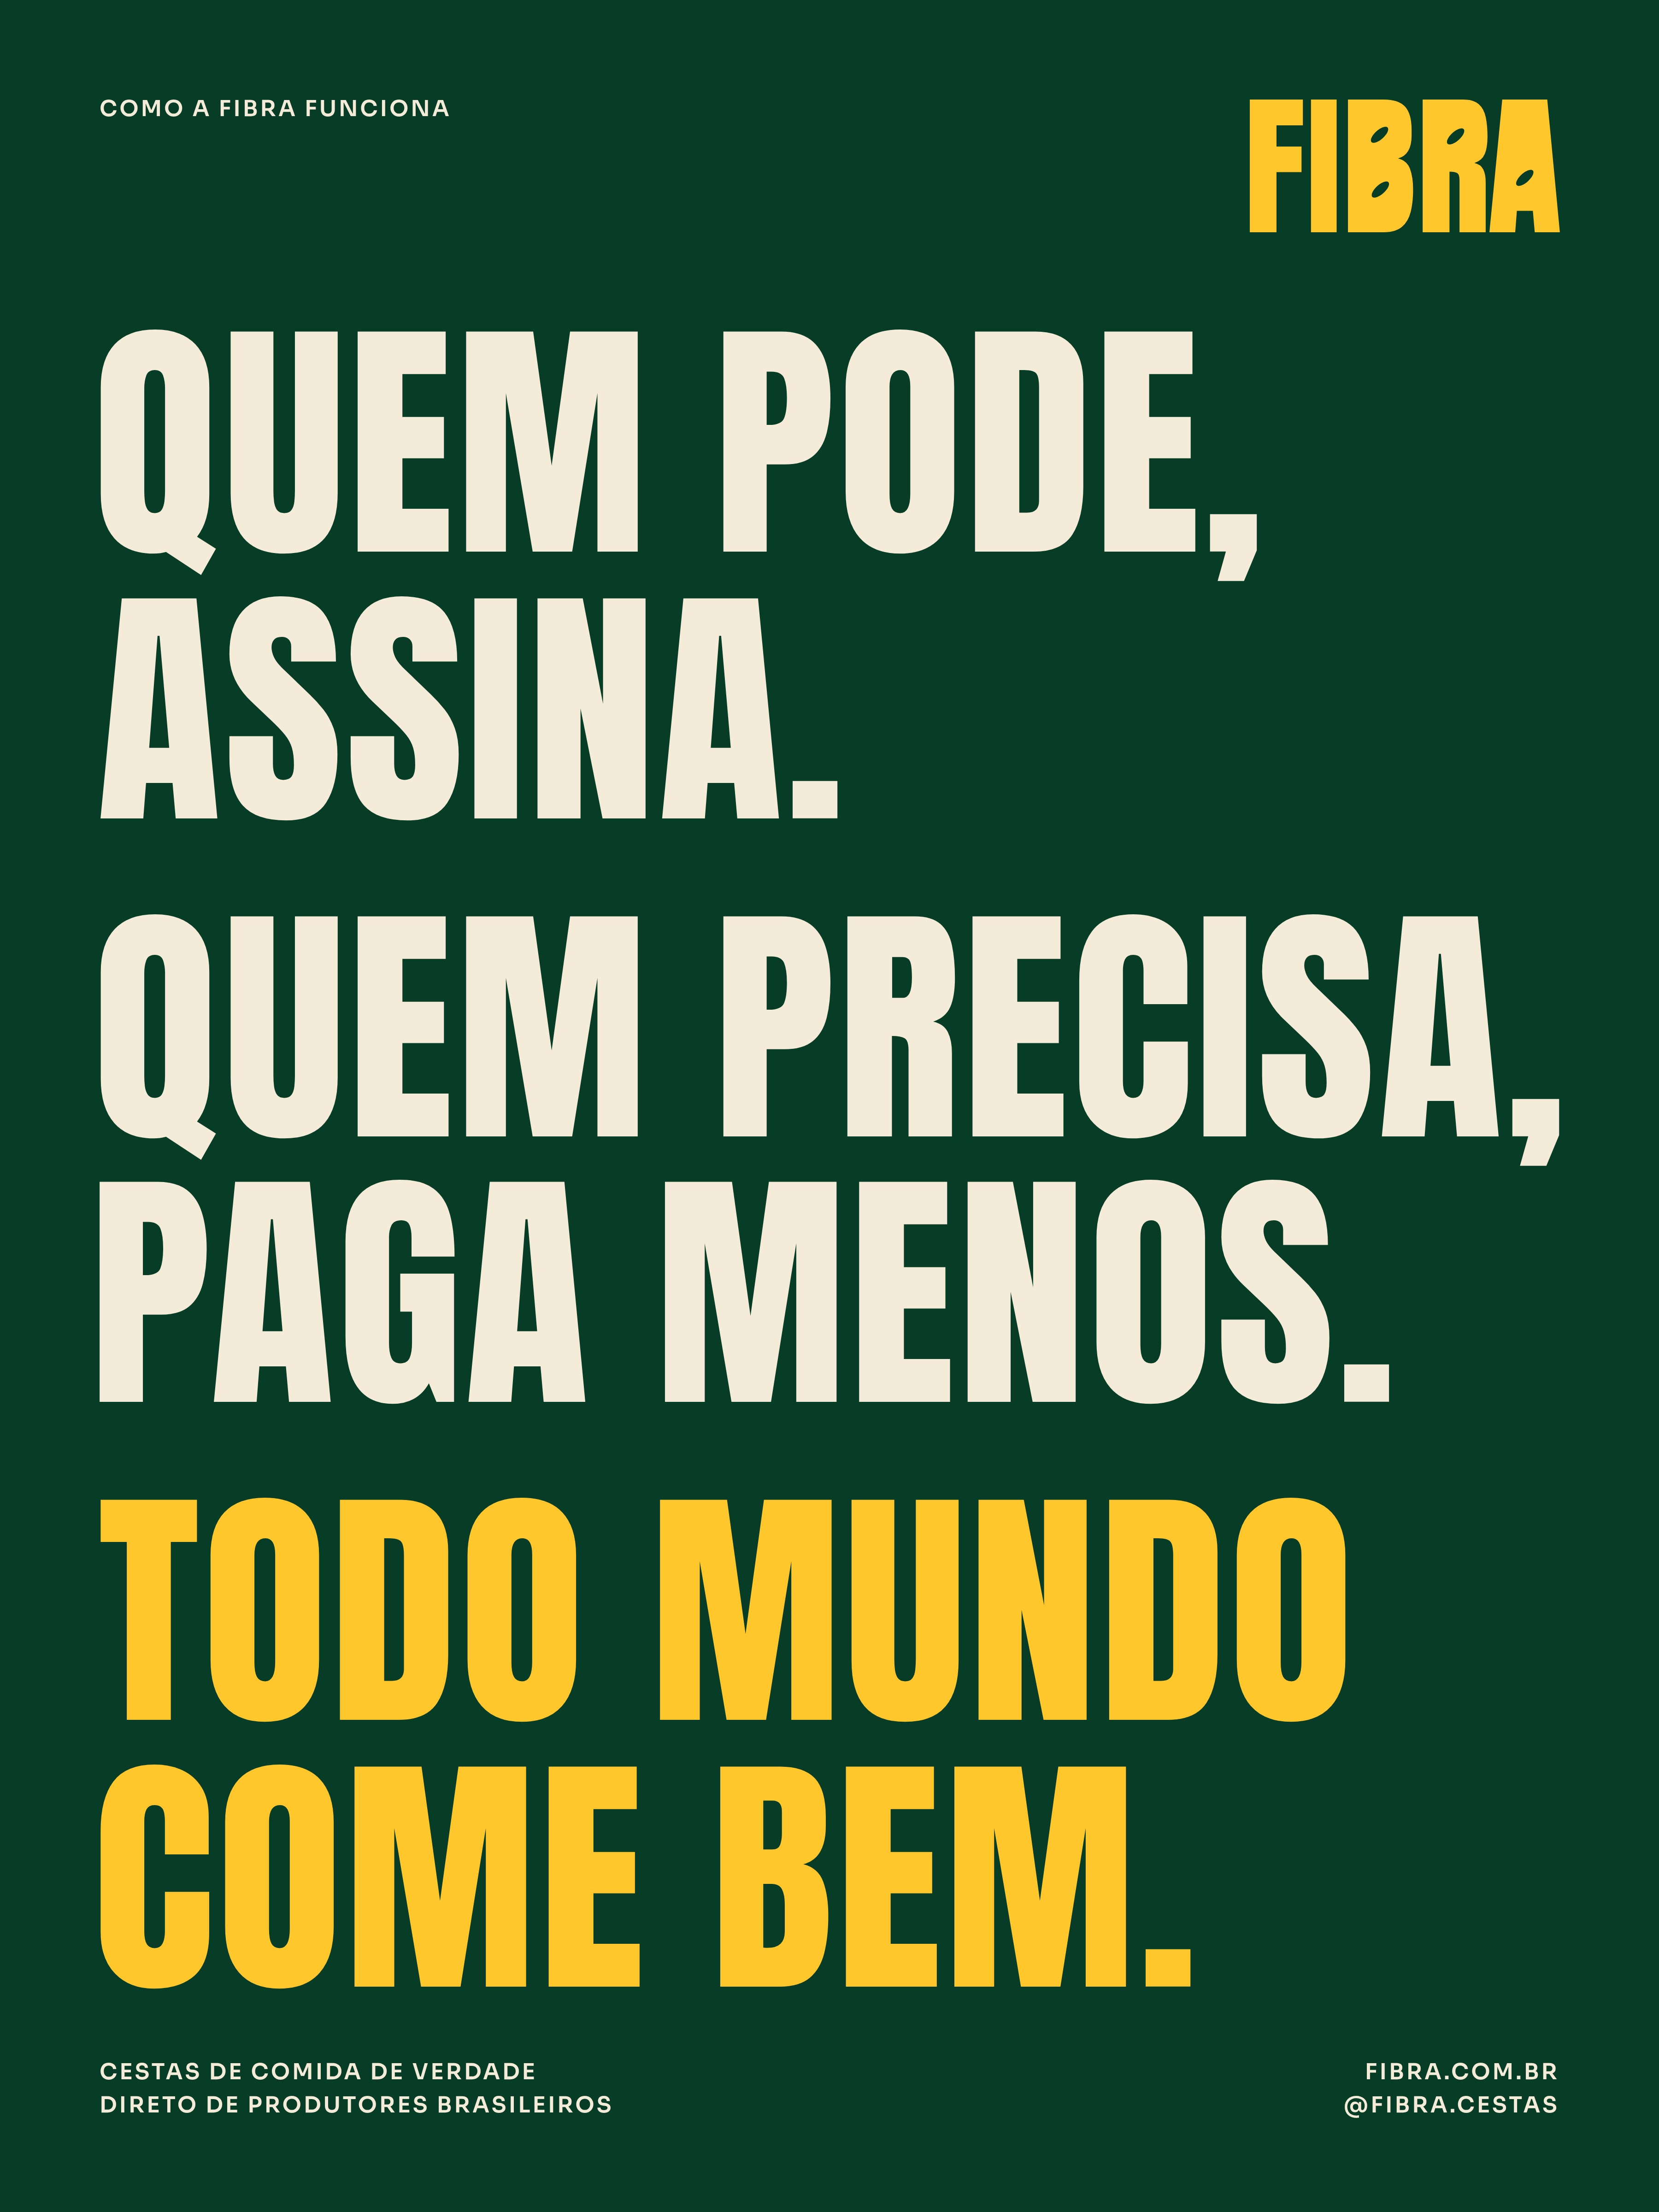 COMO A FIBRA FUNCIONA
FIBRA
QUEM PODE,
ASSINA.
QUEM PRECISA,
PAGA MENOS.
TODO MUNDO
COME BEM.
CESTAS DE COMIDA DE VERDADE
DIRETO DE PRODUTORES BRASILEIROS
FIBRA.COM.BR
@FIBRA.CESTAS